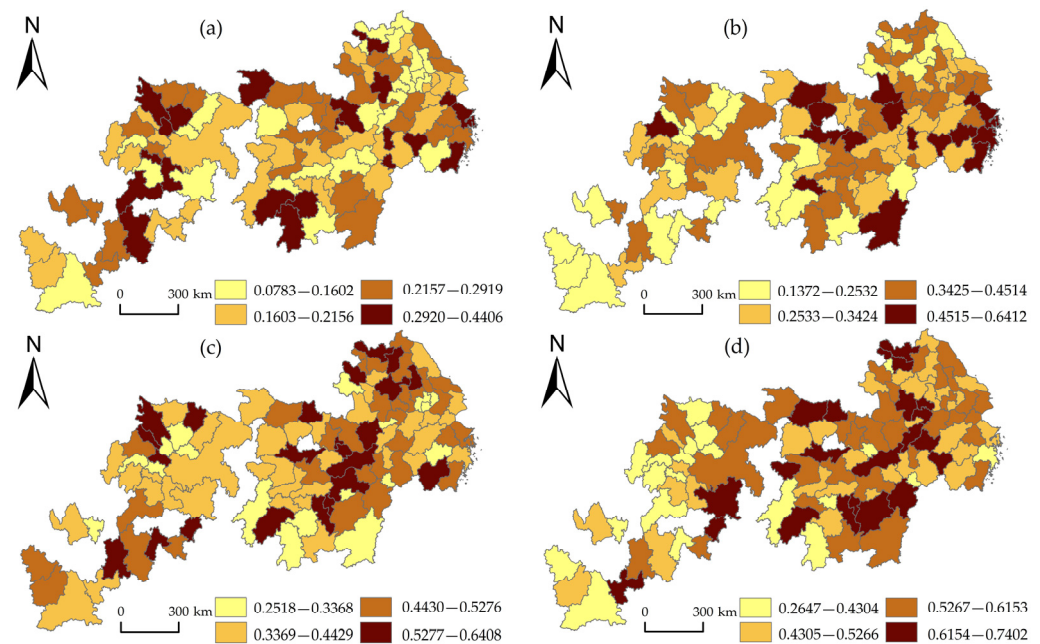 N
(a)
0
300 km
0.0783—0.1602
0.2157—0.2919
0.1603—0.2156
0.2920—0.4406
N
(b)
0
300 km
0.1372—0.2532
0.3425—0.4514
0.2533—0.3424
0.4515—0.6412
N
(c)
0
300 km
0.2518—0.3368
0.4430—0.5276
0.3369—0.4429
0.5277—0.6408
N
(d)
0
300 km
0.2647—0.4304
0.5267—0.6153
0.4305—0.5266
0.6154—0.7402